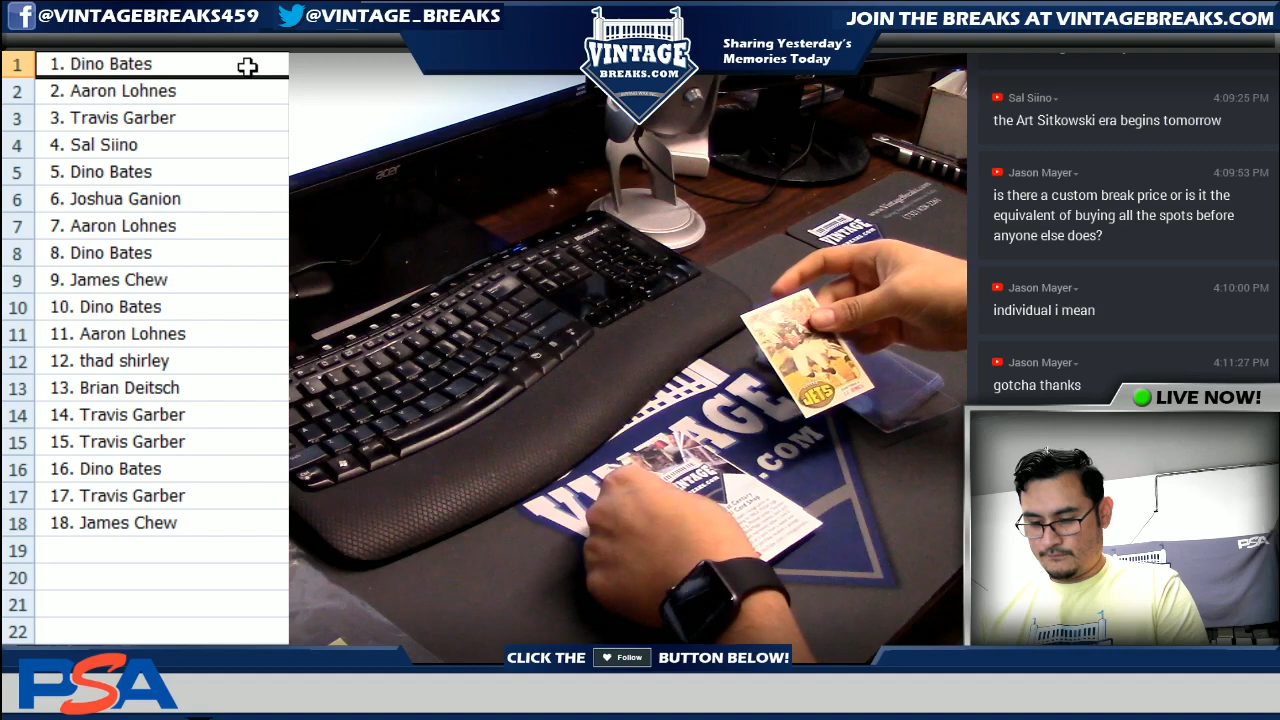 @VINTAGEBREAKS459
@VINTAGE_BREAKS
VINTAGE
BREAKS.COM
Sharing Yesterday's
Memories Today
JOIN THE BREAKS AT VINTAGEBREAKS.COM
1 1. Dino Bates
2 2. Aaron Lohnes
3 3. Travis Garber
4 4. Sal Siino
5 5. Dino Bates
6 6. Joshua Ganion
7 7. Aaron Lohnes
8 8. Dino Bates
9 9. James Chew
10 10. Dino Bates
11 11. Aaron Lohnes
12 12. thad shirley
13 13. Brian Deitsch
14 14. Travis Garber
15 15. Travis Garber
16 16. Dino Bates
17 17. Travis Garber
18 18. James Chew
19
20
21
22
acer
JETS
VINTAGE
.COM
Sal Siino 4:09:25 PM
the Art Sitkowski era begins tomorrow
Jason Mayer 4:09:53 PM
is there a custom break price or is it the
equivalent of buying all the spots before
anyone else does?
Jason Mayer 4:10:00 PM
individual i mean
Jason Mayer 4:11:27 PM
gotcha thanks
LIVE NOW!
PSA
CLICK THE Follow BUTTON BELOW!
PSA